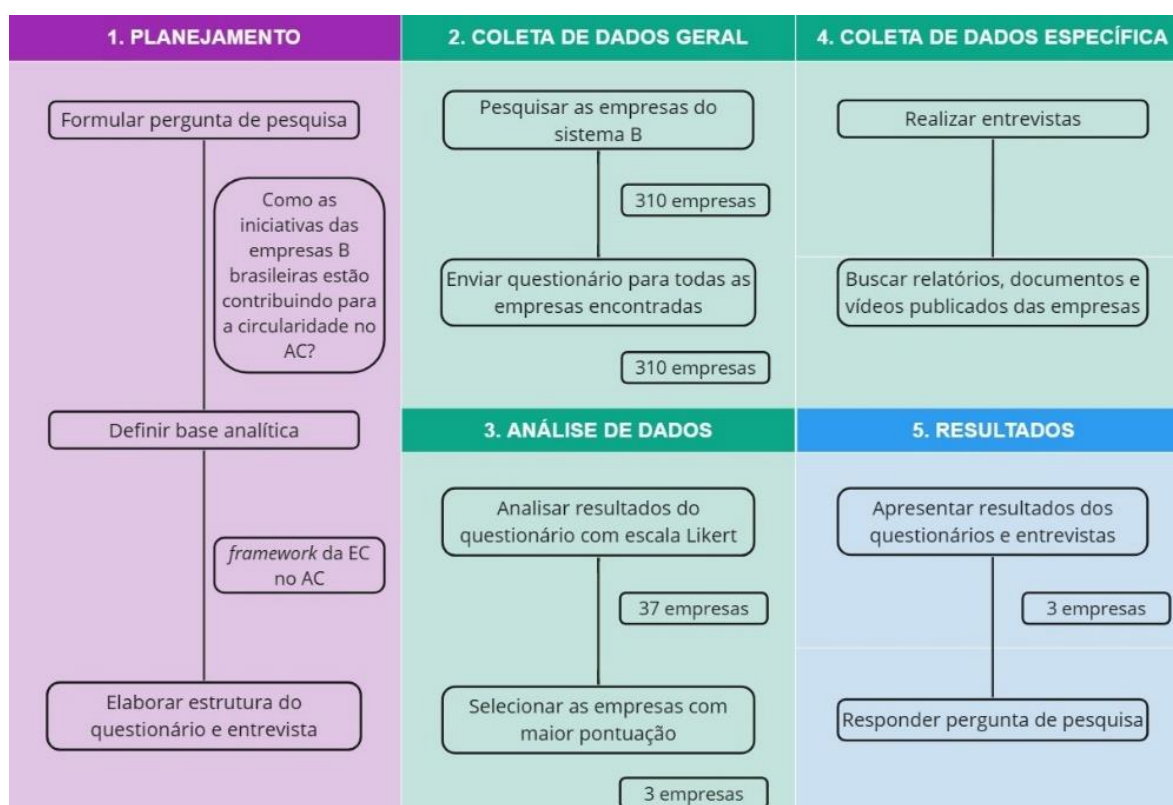 1. PLANEJAMENTO
Formular pergunta de pesquisa
Como as
iniciativas das
empresas B
brasileiras estão
contribuindo para
a circularidade no
AC?
Definir base analítica
framework da EC
no AC
Elaborar estrutura do
questionário e entrevista
2. COLETA DE DADOS GERAL
Pesquisar as empresas do
sistema B
310 empresas
Enviar questionário para todas as
empresas encontradas
310 empresas
3. ANÁLISE DE DADOS
Analisar resultados do
questionário com escala Likert
37 empresas
Selecionar as empresas com
maior pontuação
3 empresas
4. COLETA DE DADOS ESPECÍFICA
Realizar entrevistas
Buscar relatórios, documentos e
vídeos publicados das empresas
5. RESULTADOS
Apresentar resultados dos
questionários e entrevistas
3 empresas
Responder pergunta de pesquisa